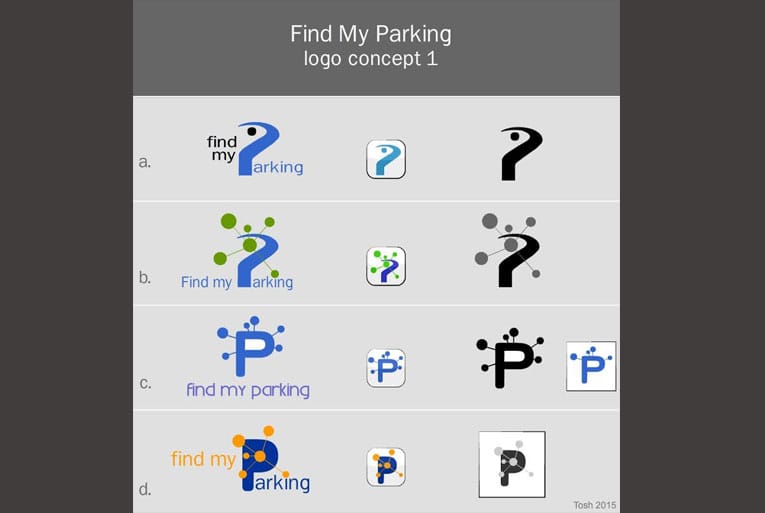 Find My Parking
logo concept 1
a.
find
my
Parking
b.
Find my Parking
c.
P
find my parking
P
P
P
d.
find my Parking
P
P
Tosh 2015